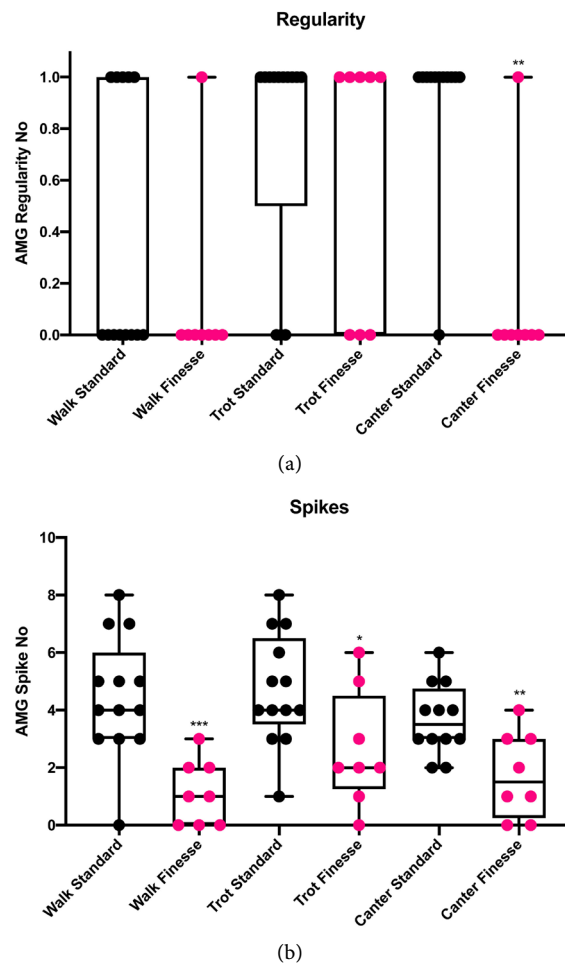 Regularity
AMG Regularity No
1.0
0.8
0.6
0.4
0.2
0.0
**
Walk Standard
Walk Finesse
Trot Standard
Trot Finesse
Canter Standard
Canter Finesse
(a)
Spikes
AMG Spike No
10
8
6
4
2
0
***
*
**
Walk Standard
Walk Finesse
Trot Standard
Trot Finesse
Canter Standard
Canter Finesse
(b)